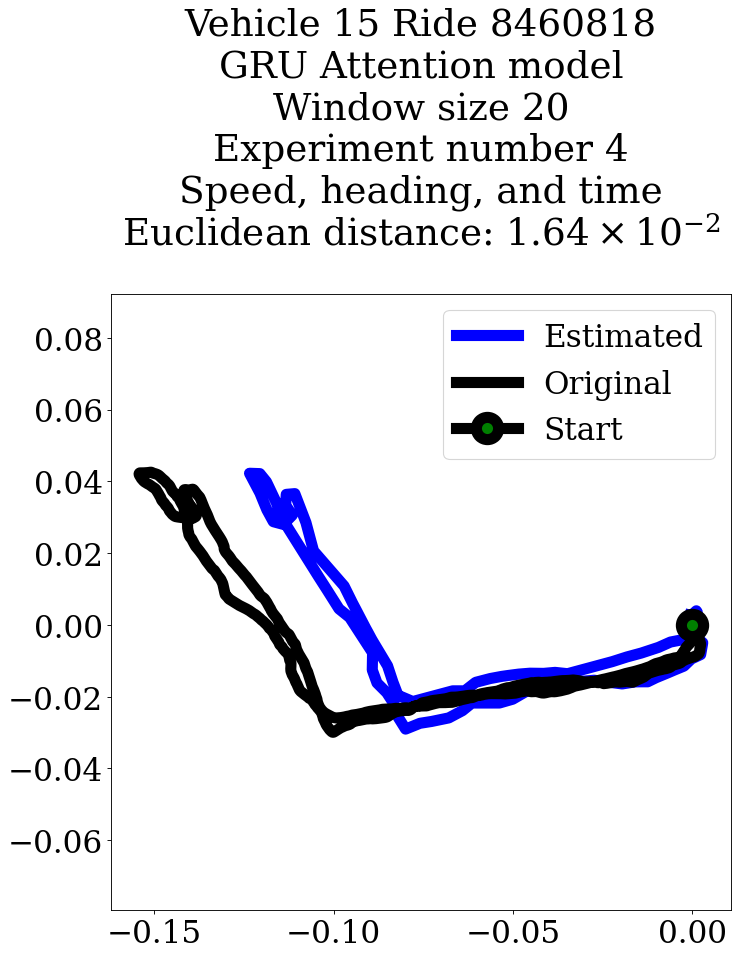 Vehicle 15 Ride 8460818
GRU Attention model
Window size 20
Experiment number 4
Speed, heading, and time
Euclidean distance: 1.64 × 10⁻²
Estimated
Original
Start
0.08
0.06
0.04
0.02
0.00
−0.02
−0.04
−0.06
−0.15 −0.10 −0.05 0.00